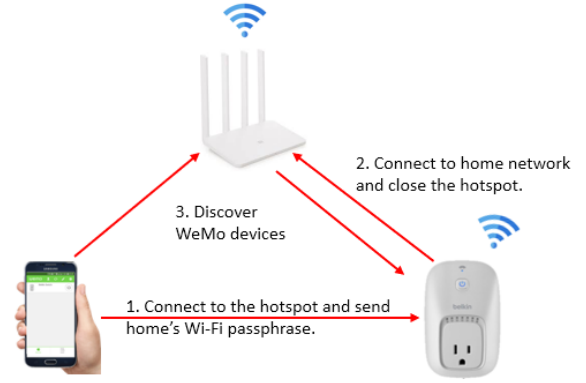 2. Connect to home network
and close the hotspot.
3. Discover
WeMo devices
1. Connect to the hotspot and send
home's Wi-Fi passphrase.
belkin